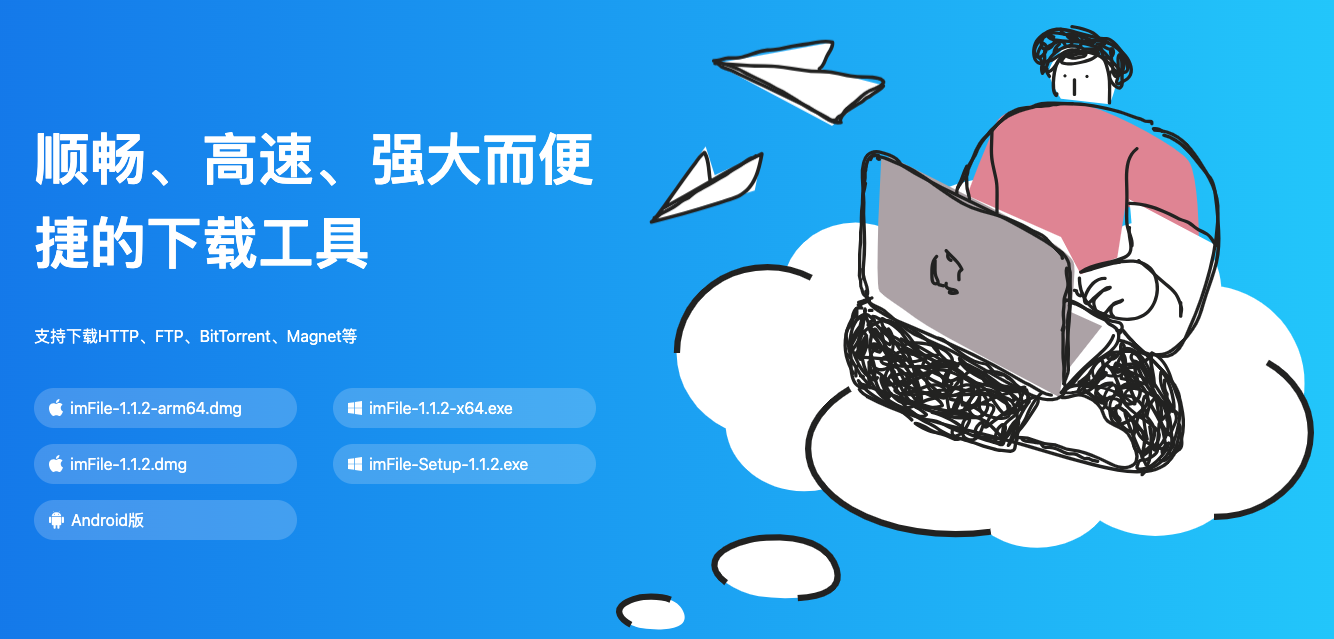 顺畅、高速、强大而便
捷的下载工具
支持下载HTTP、FTP、BitTorrent、Magnet等
imFile-1.1.2-arm64.dmg
imFile-1.1.2-x64.exe
imFile-1.1.2.dmg
imFile-Setup-1.1.2.exe
Android版